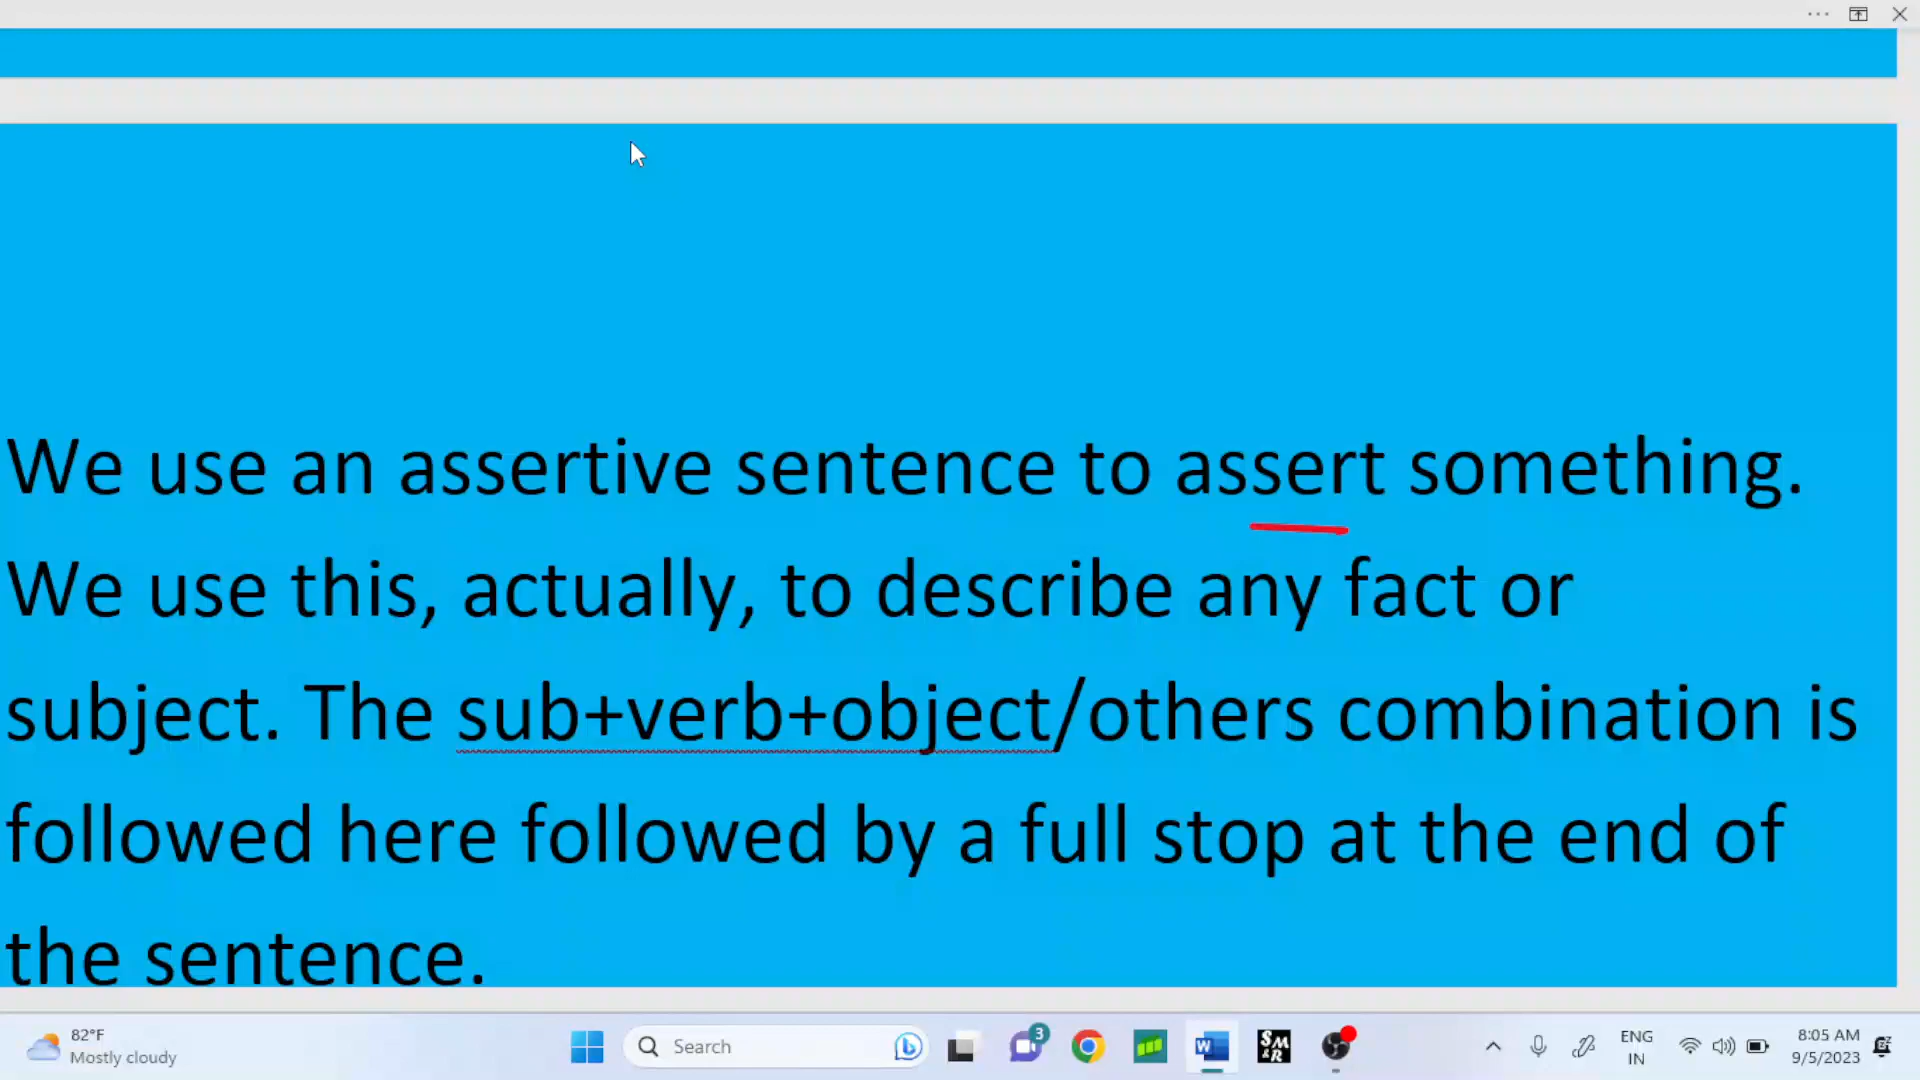 We use an assertive sentence to assert something.
We use this, actually, to describe any fact or
subject. The sub+verb+object/others combination is
followed here followed by a full stop at the end of
the sentence.
82°F
Mostly cloudy
Search
3
W
SM
&R
ENG
IN
8:05 AM
9/5/2023